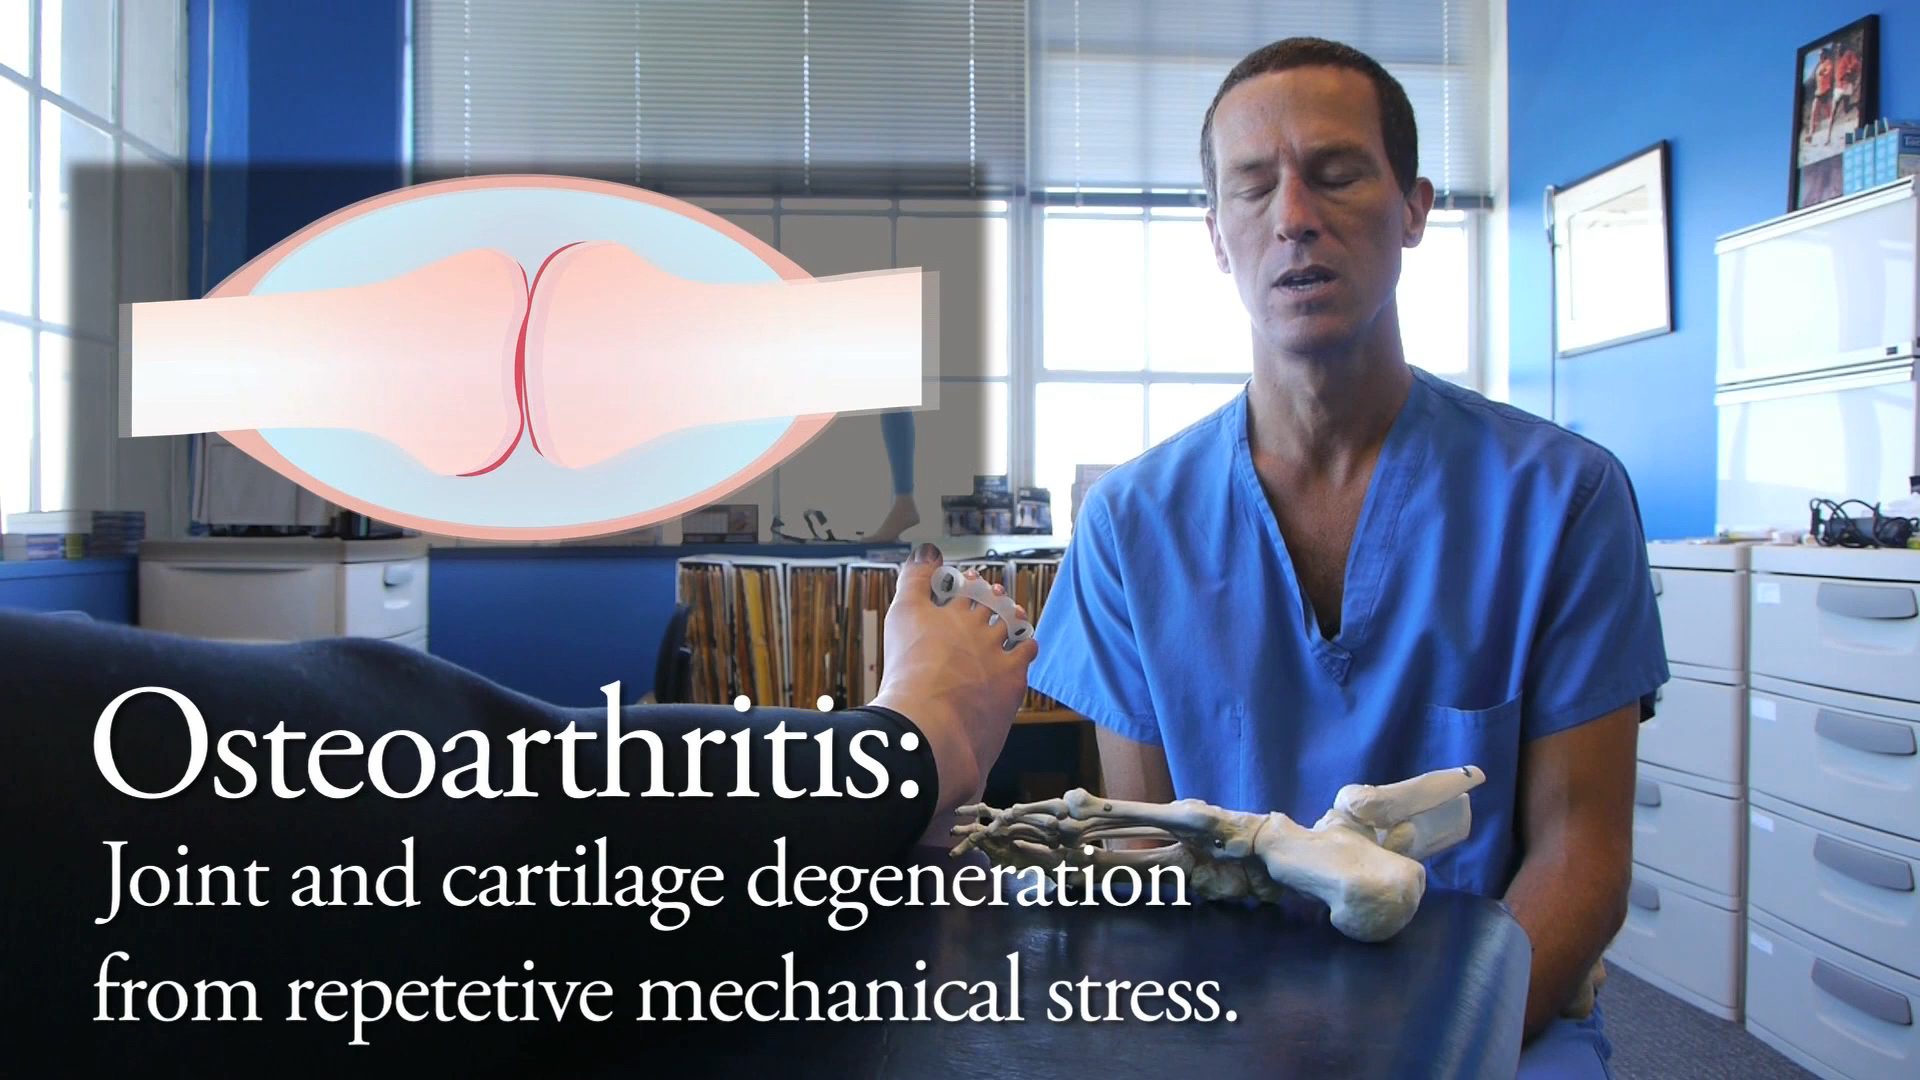 Osteoarthritis:
Joint and cartilage degeneration
from repetetive mechanical stress.